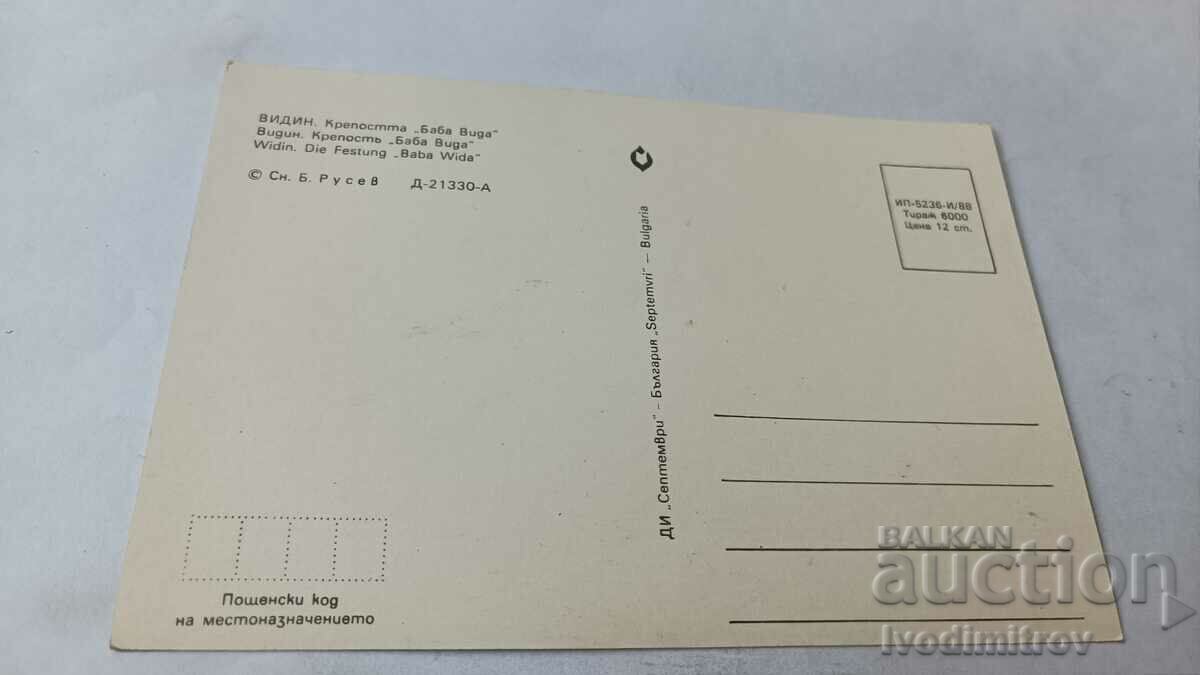 ВИДИН. Крепостта „Баба Вида“
Видин. Крепость „Баба Вида“
Widin. Die Festung „Baba Wida“
© Сн. Б. Русев Д-21330-А
ДИ „Септември“ – България „Septemvri“ – Bulgaria
ИП-5236-И/88
Тираж 6000
Цена 12 ст.
Пощенски код
на местоназначението
BALKAN
auction
Ivodimitrov